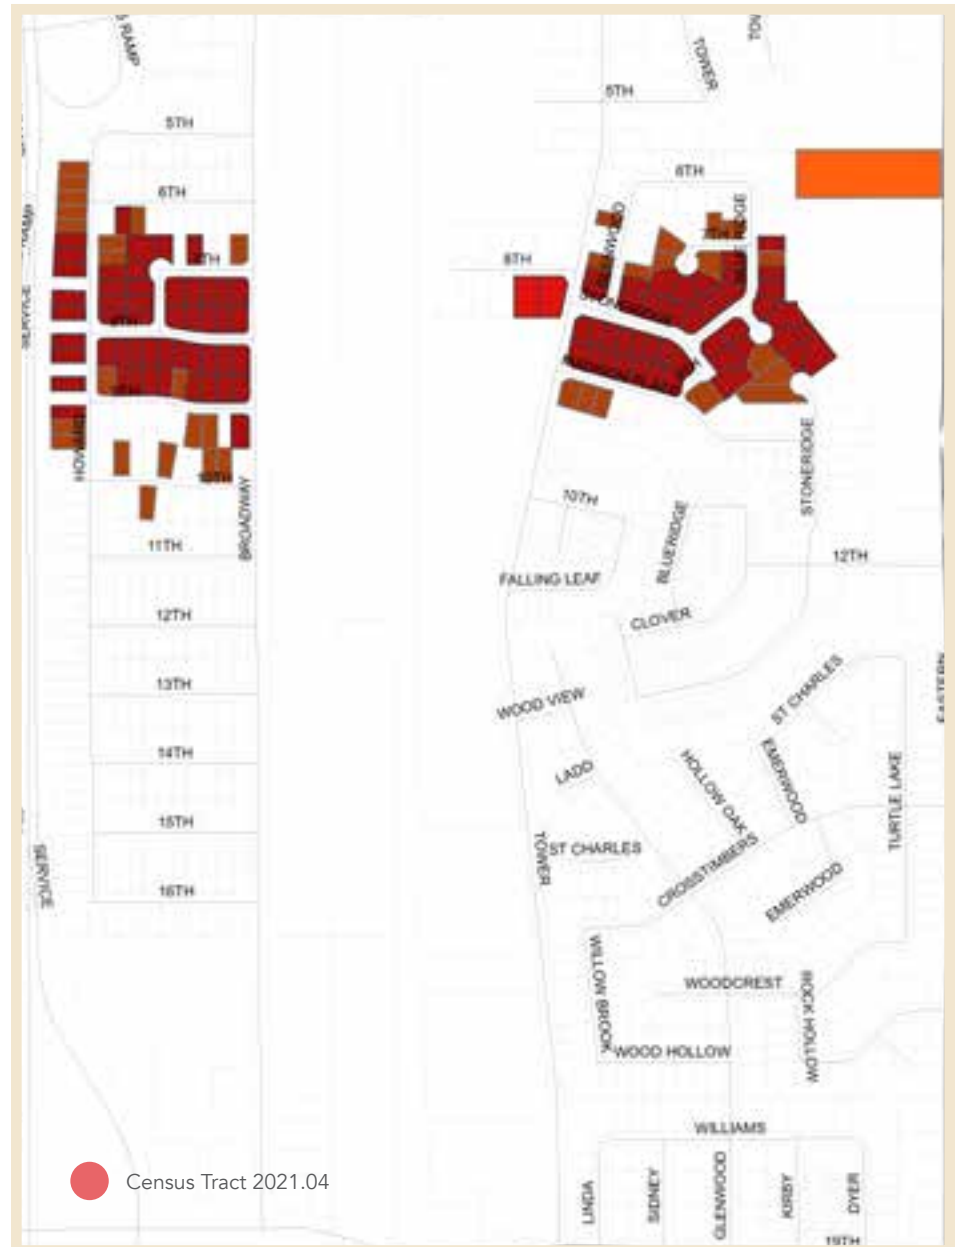 RAMP
TOWER
5TH
5TH
6TH
6TH
8TH
STONERIDGE
HOWARD
BROADWAY
10TH
11TH
FALLING LEAF
BLUERIDGE
12TH
12TH
CLOVER
13TH
WOOD VIEW
ST CHARLES
EASTERN
14TH
LADD
HOLLOW OAK
EMERWOOD
TURTLE LAKE
15TH
TOWER
ST CHARLES
CROSSTIMBERS
16TH
SERVICE
EMERWOOD
WILLOW BROOK
WOODCREST
ROCK HOLLOW
WOOD HOLLOW
WILLIAMS
Census Tract 2021.04
LINDA
SIDNEY
GLENWOOD
KIRBY
DYER
19TH